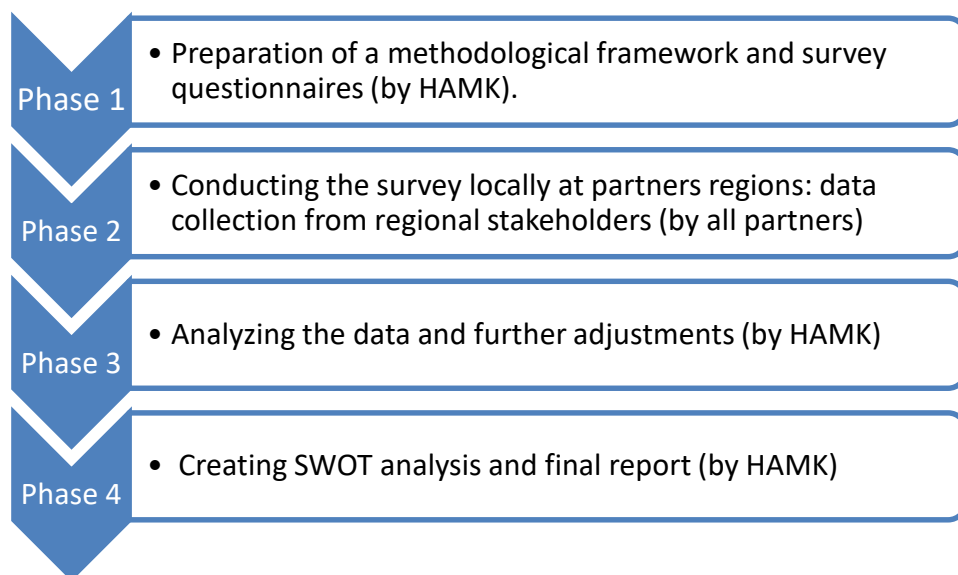 Phase 1
• Preparation of a methodological framework and survey
questionnaires (by HAMK).
Phase 2
• Conducting the survey locally at partners regions: data
collection from regional stakeholders (by all partners)
Phase 3
• Analyzing the data and further adjustments (by HAMK)
Phase 4
• Creating SWOT analysis and final report (by HAMK)